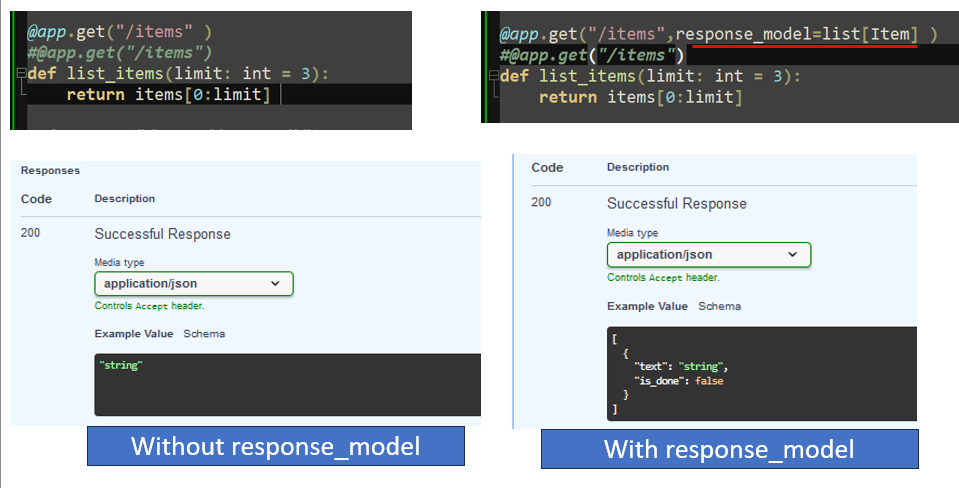 @app.get("/items" )
#@app.get("/items")
def list_items(limit: int = 3):
    return items[0:limit]
@app.get("/items",response_model=list[Item] )
#@app.get("/items")
def list_items(limit: int = 3):
    return items[0:limit]
Responses
Code Description
200 Successful Response
Media type
application/json
Controls Accept header.
Example Value Schema
"string"
Without response_model
Code Description
200 Successful Response
Media type
application/json
Controls Accept header.
Example Value Schema
[
  {
    "text": "string",
    "is_done": false
  }
]
With response_model